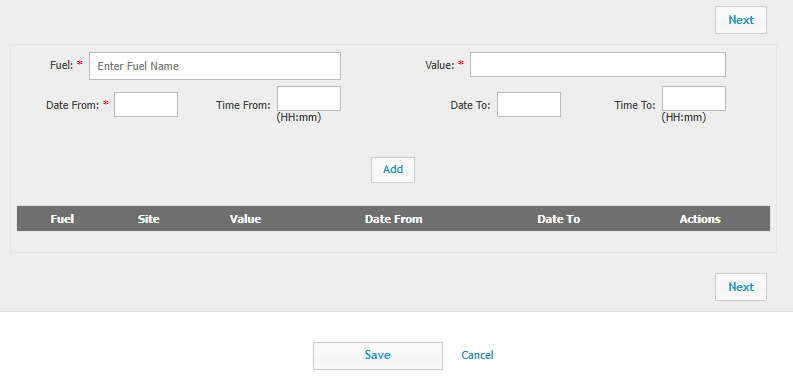 Next
Fuel: * Enter Fuel Name Value: *
Date From: * Time From: Date To: Time To:
(HH:mm) (HH:mm)
Add
Fuel Site Value Date From Date To Actions
Next
Save Cancel